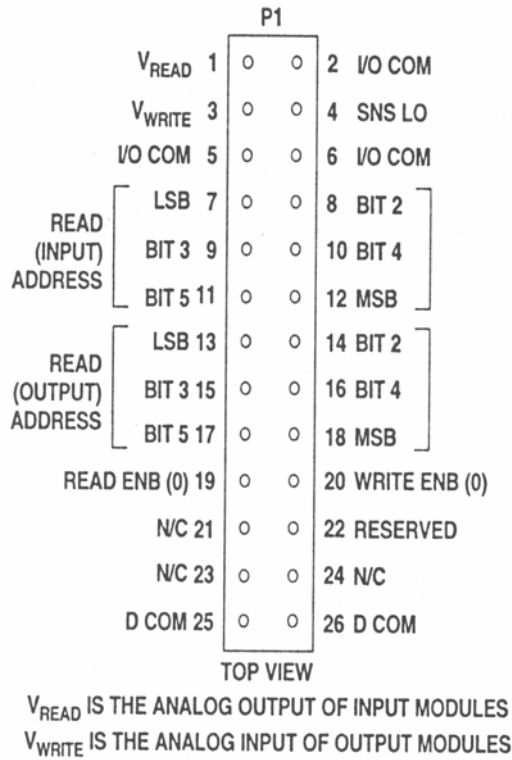 P1
V_READ 1 2 I/O COM
V_WRITE 3 4 SNS LO
I/O COM 5 6 I/O COM
LSB 7 8 BIT 2
READ
(INPUT) BIT 3 9 10 BIT 4
ADDRESS
BIT 5 11 12 MSB
LSB 13 14 BIT 2
READ
(OUTPUT) BIT 3 15 16 BIT 4
ADDRESS
BIT 5 17 18 MSB
READ ENB (0) 19 20 WRITE ENB (0)
N/C 21 22 RESERVED
N/C 23 24 N/C
D COM 25 26 D COM
TOP VIEW
V_READ IS THE ANALOG OUTPUT OF INPUT MODULES
V_WRITE IS THE ANALOG INPUT OF OUTPUT MODULES